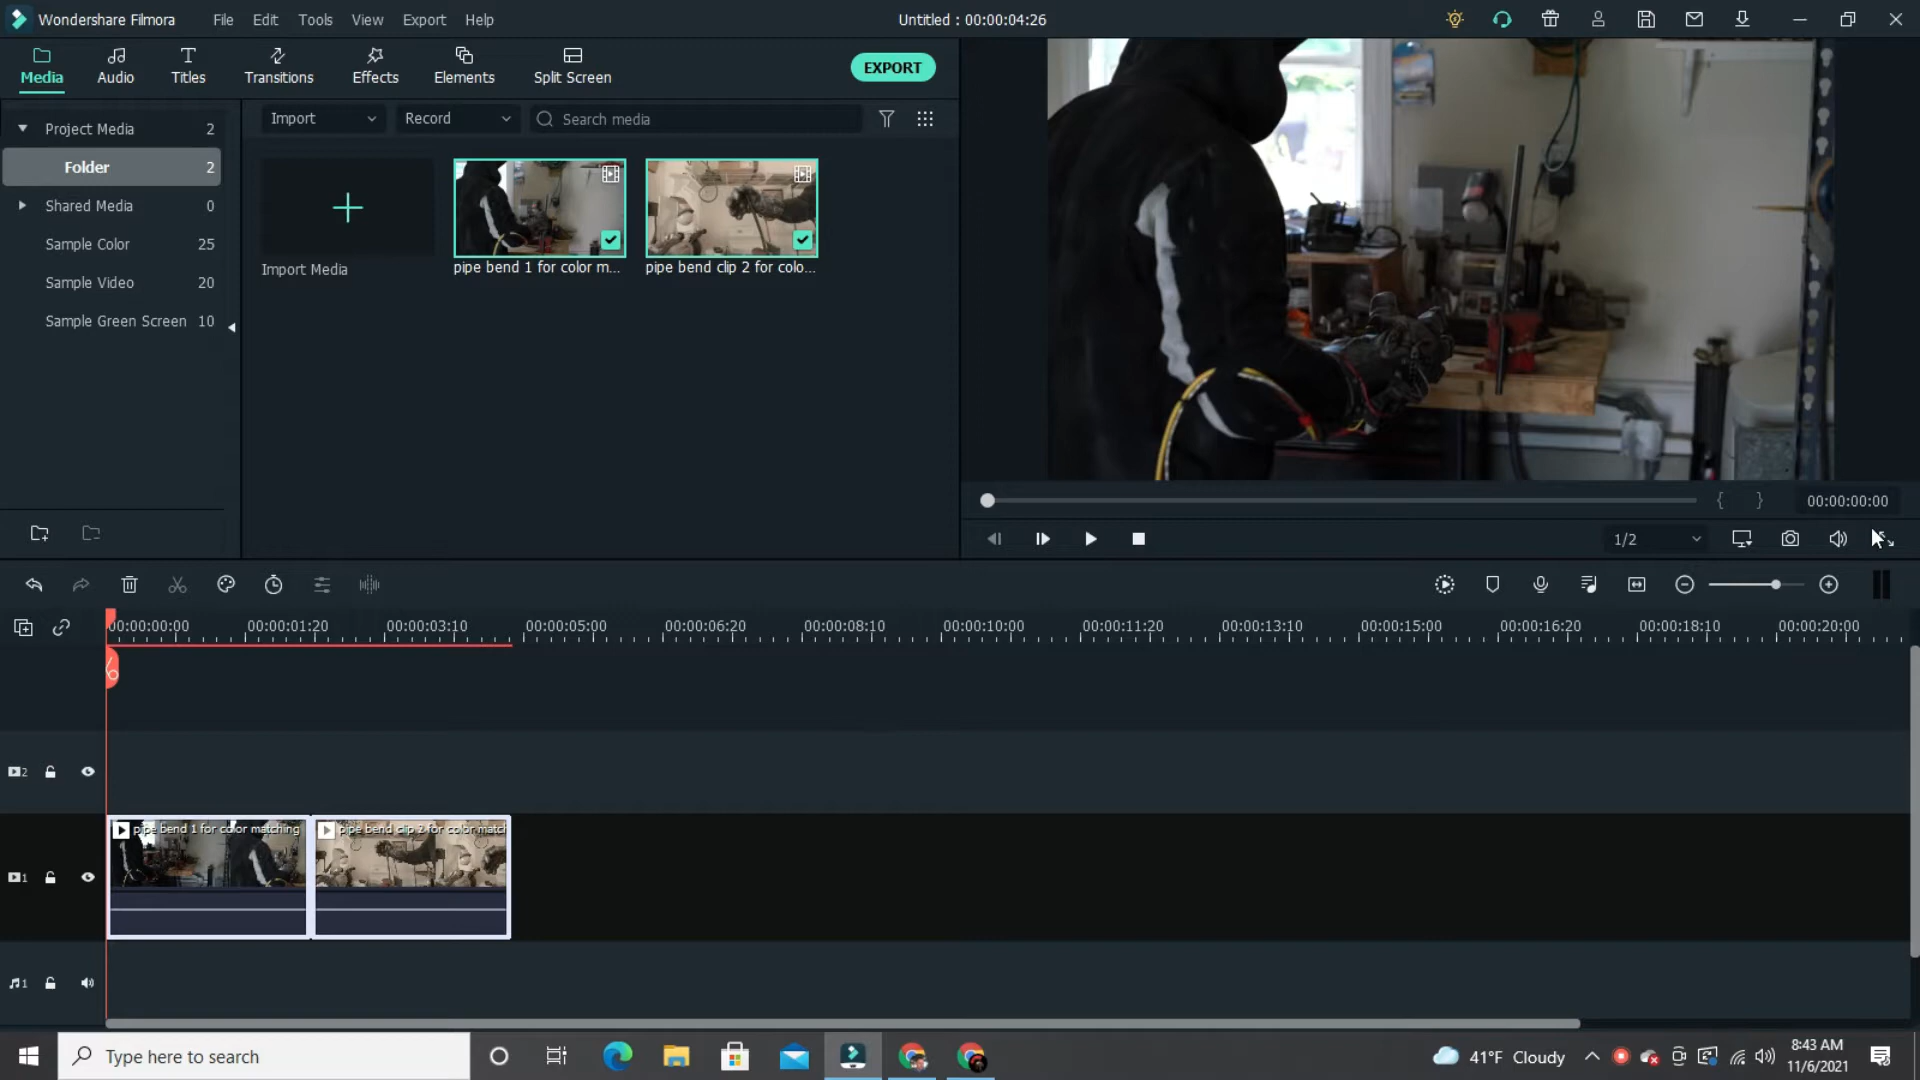 Wondershare Filmora
File
Edit
Tools
View
Export
Help
Untitled : 00:00:04:26
Media
Audio
Titles
Transitions
Effects
Elements
Split Screen
EXPORT
Project Media 2
Folder 2
Shared Media 0
Sample Color 25
Sample Video 20
Sample Green Screen 10
Import
Record
Search media
Import Media
pipe bend 1 for color m...
pipe bend clip 2 for colo...
00:00:00:00
1/2
00:00:00:00
00:00:01:20
00:00:03:10
00:00:05:00
00:00:06:20
00:00:08:10
00:00:10:00
00:00:11:20
00:00:13:10
00:00:15:00
00:00:16:20
00:00:18:10
00:00:20:00
2
1
pipe bend 1 for color matching
pipe bend clip 2 for color match
1
Type here to search
41°F Cloudy
8:43 AM
11/6/2021